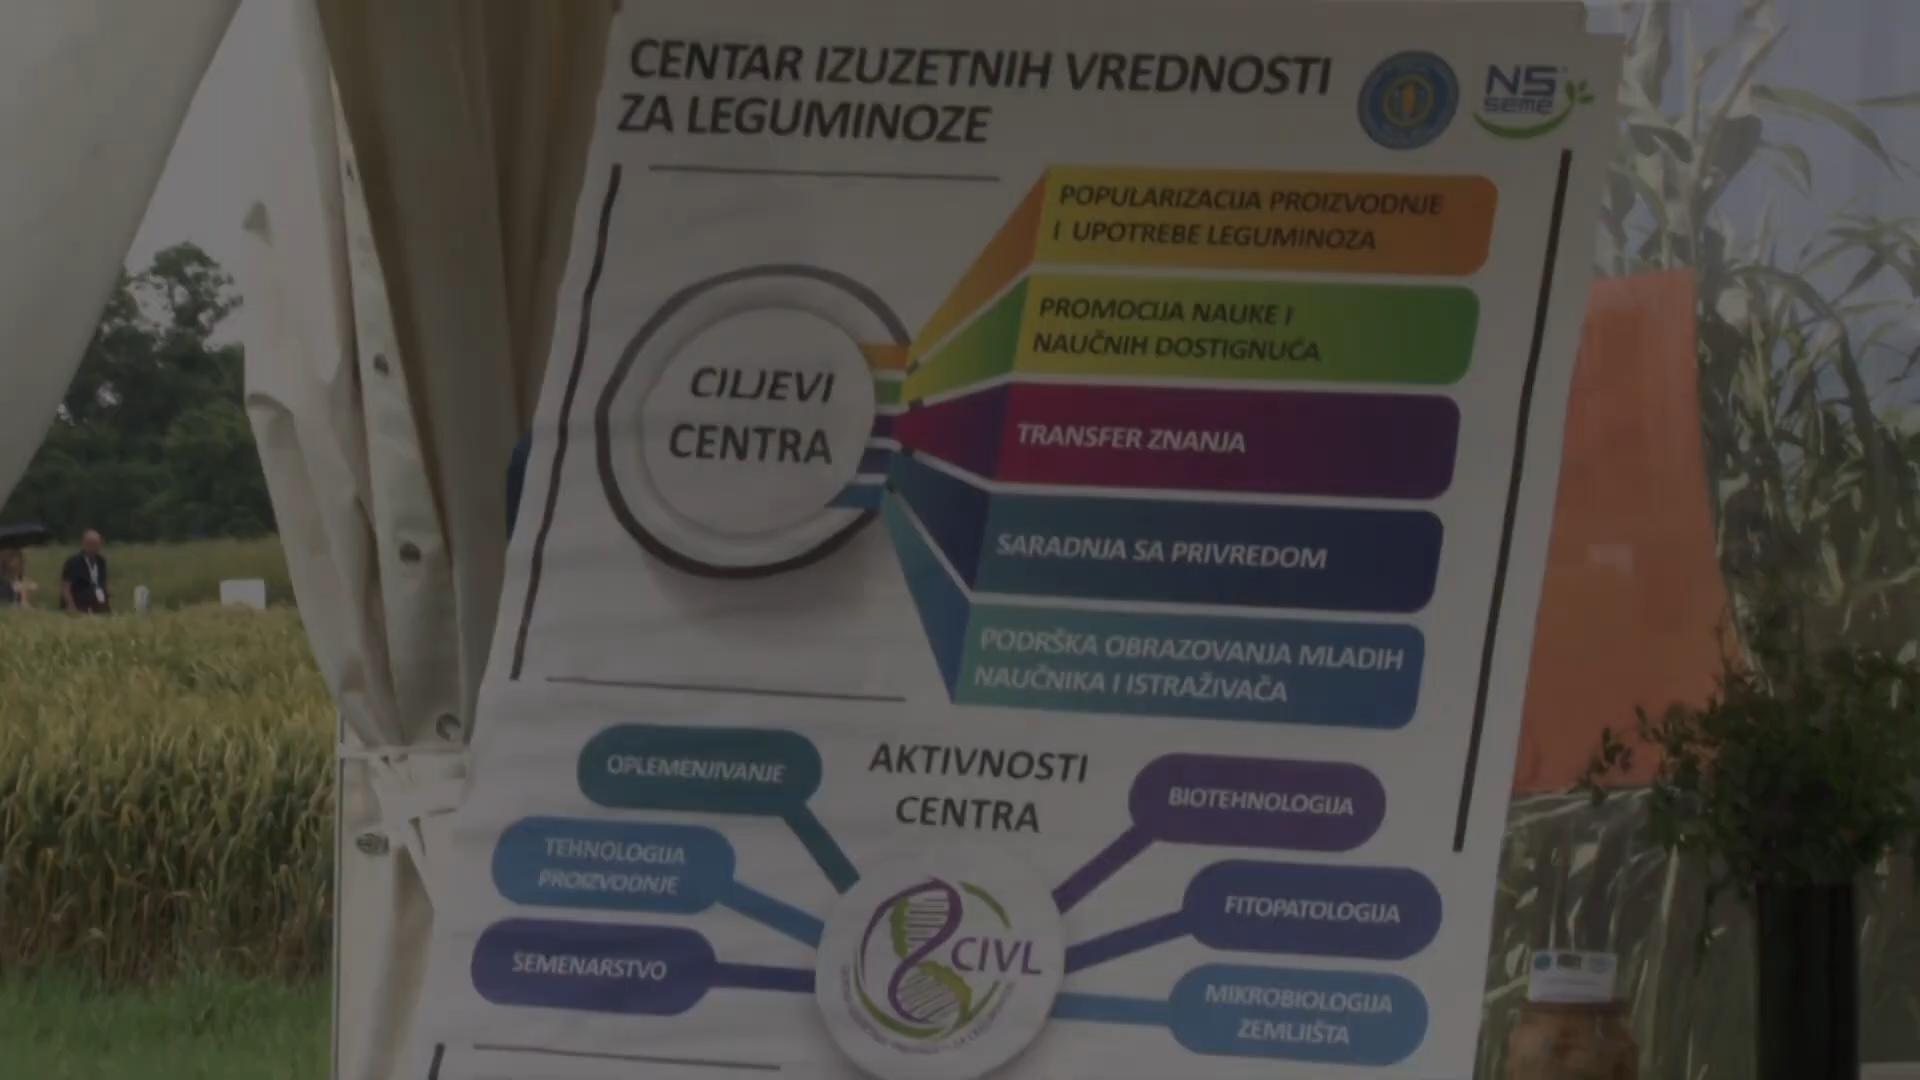 CENTAR IZUZETNIH VREDNOSTI
ZA LEGUMINOZE
NS
seme
CILJEVI
CENTRA
POPULARIZACIJA PROIZVODNJE
I UPOTREBE LEGUMINOZA
PROMOCIJA NAUKE I
NAUČNIH DOSTIGNUĆA
TRANSFER ZNANJA
SARADNJA SA PRIVREDOM
PODRŠKA OBRAZOVANJA MLADIH
NAUČNIKA I ISTRAŽIVAČA
AKTIVNOSTI
CENTRA
OPLEMENJIVANJE
TEHNOLOGIJA
PROIZVODNJE
SEMENARSTVO
CIVL
BIOTEHNOLOGIJA
FITOPATOLOGIJA
MIKROBIOLOGIJA
ZEMLJIŠTA